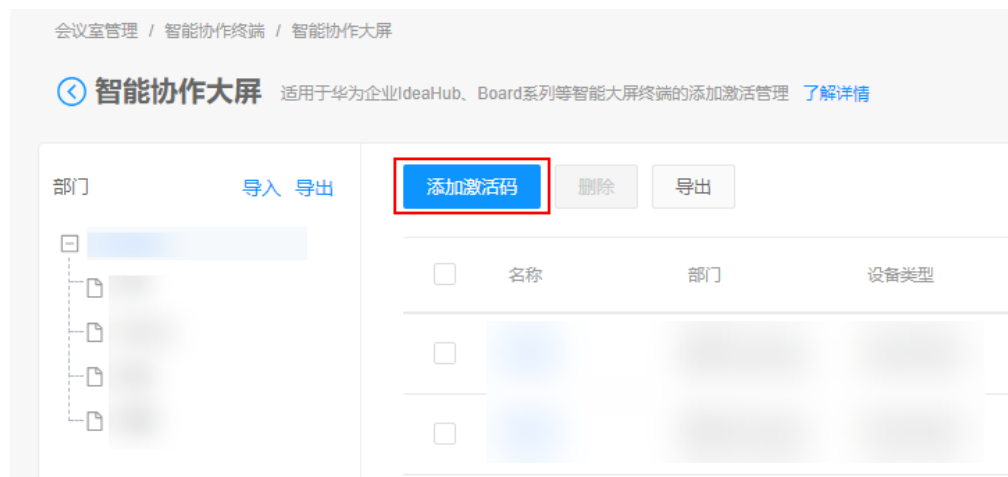 会议室管理 / 智能协作终端 / 智能协作大屏
智能协作大屏 适用于华为企业IdeaHub、Board系列等智能大屏终端的添加激活管理 了解详情
部门 导入 导出
添加激活码 删除 导出
名称 部门 设备类型